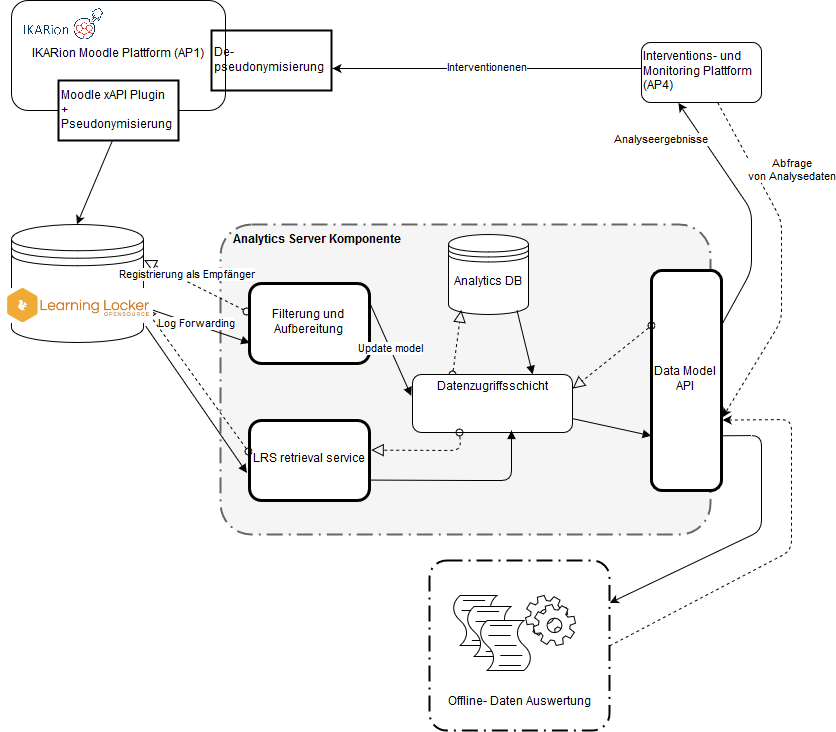 IKARion
IKARion Moodle Plattform (AP1)
De-
pseudonymisierung
Moodle xAPI Plugin
+
Pseudonymisierung
Interventionenen
Interventions- und
Monitoring Plattform
(AP4)
Analyseergebnisse
Abfrage
von Analysedaten
Analytics Server Komponente
Registrierung als Empfänger
Learning Locker
OPENSOURCE
Log Forwarding
Filterung und
Aufbereitung
Analytics DB
Update model
Datenzugriffsschicht
Data Model
API
LRS retrieval service
Offline- Daten Auswertung